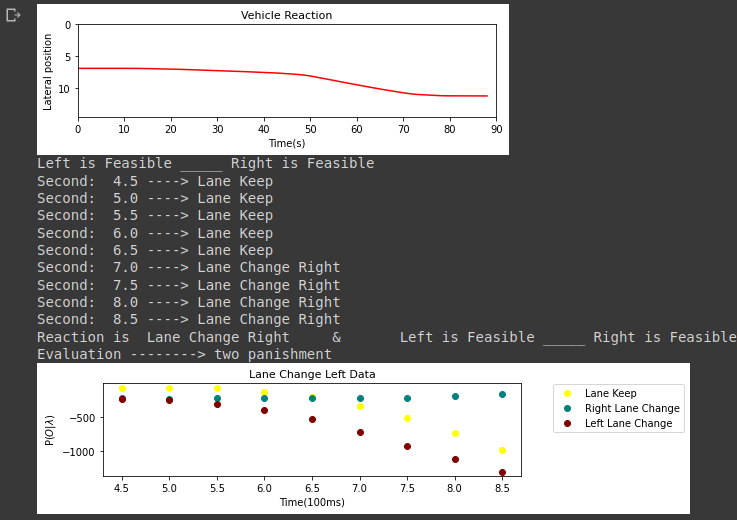 Vehicle Reaction
0
5
10
Lateral position
0 10 20 30 40 50 60 70 80 90
Time(s)
Left is Feasible _____ Right is Feasible
Second:  4.5 ----> Lane Keep
Second:  5.0 ----> Lane Keep
Second:  5.5 ----> Lane Keep
Second:  6.0 ----> Lane Keep
Second:  6.5 ----> Lane Keep
Second:  7.0 ----> Lane Change Right
Second:  7.5 ----> Lane Change Right
Second:  8.0 ----> Lane Change Right
Second:  8.5 ----> Lane Change Right
Reaction is  Lane Change Right     &       Left is Feasible _____ Right is Feasible
Evaluation --------> two panishment
Lane Change Left Data
−500
−1000
P(O|λ)
4.5 5.0 5.5 6.0 6.5 7.0 7.5 8.0 8.5
Time(100ms)
Lane Keep
Right Lane Change
Left Lane Change